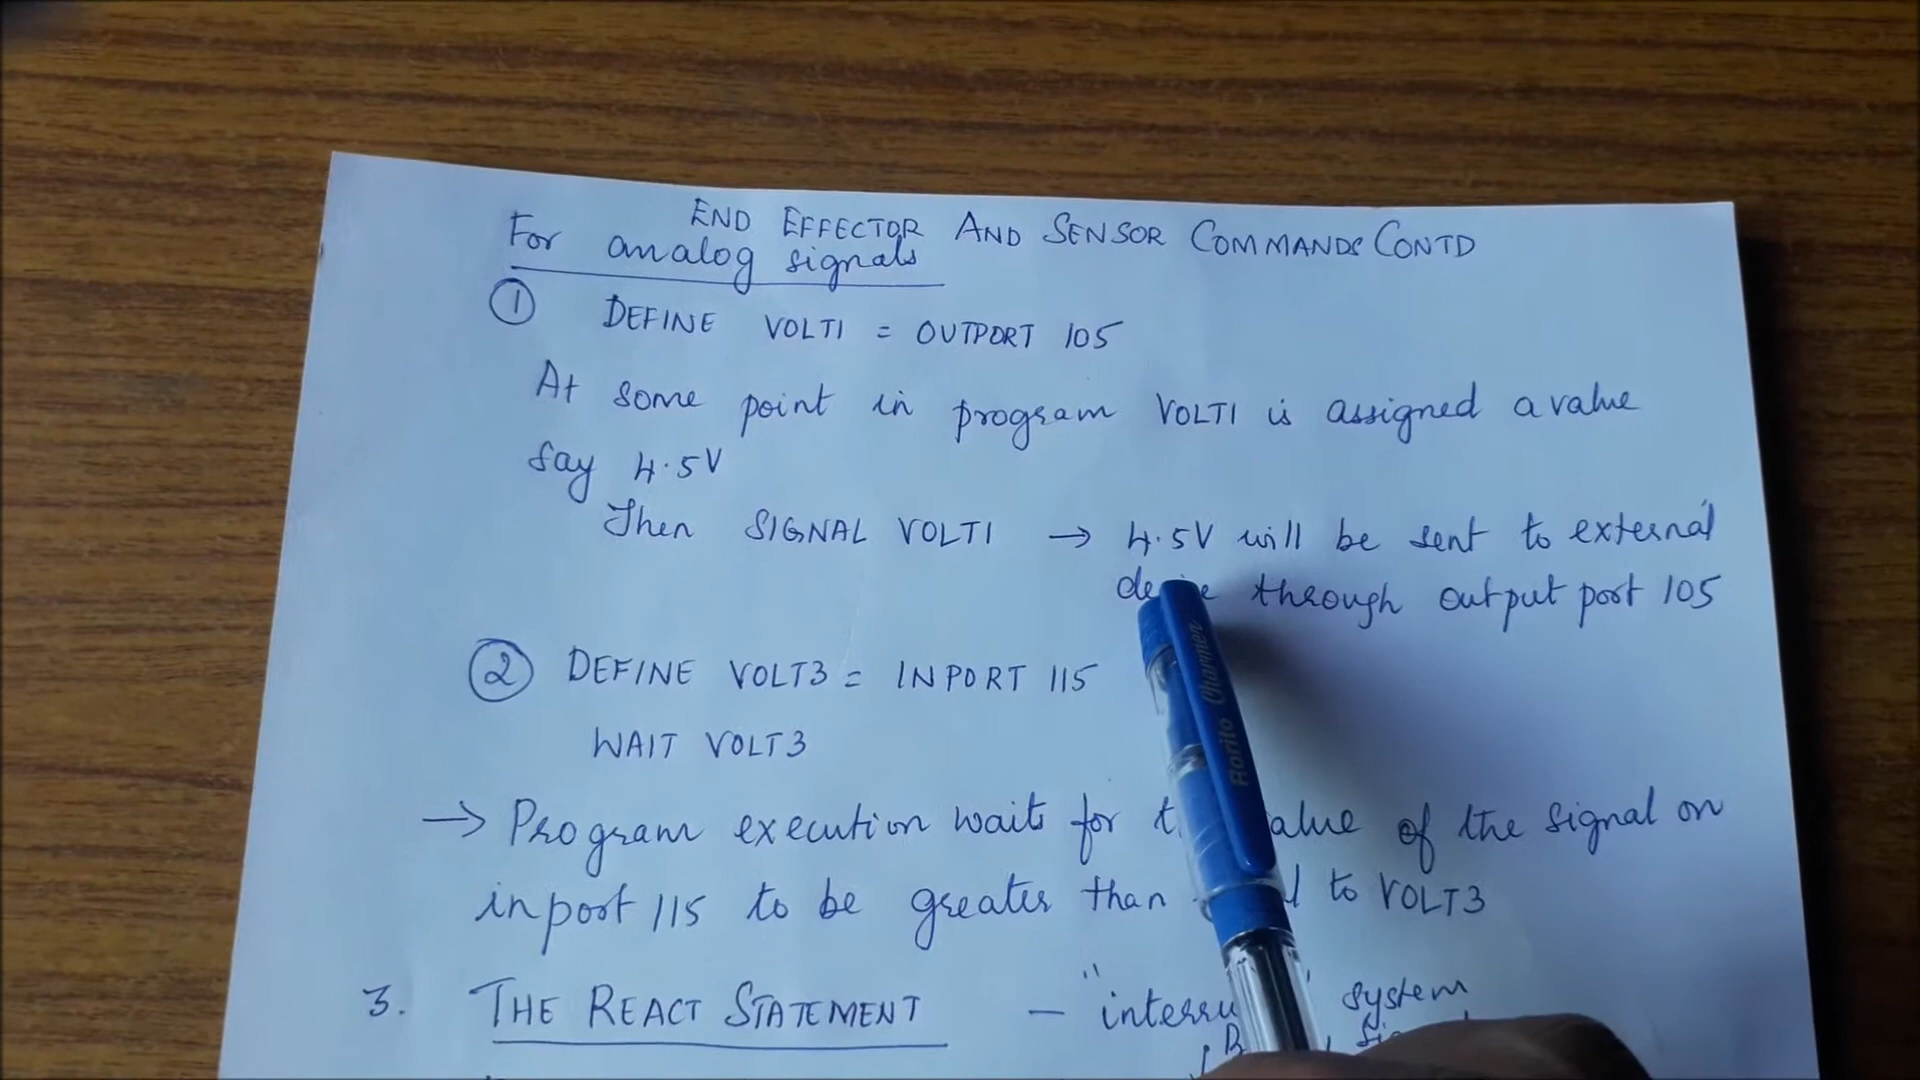 END EFFECTOR AND SENSOR COMMANDS CONTD
For analog signals
① DEFINE VOLT1 = OUTPORT 105
At some point in program VOLT1 is assigned a value
say 4.5V
Then SIGNAL VOLT1 → 4.5V will be sent to external
through output port 105
② DEFINE VOLT3 = INPORT 115
WAIT VOLT3
→ Program execution waits for of the signal on
inport 115 to be greater than to VOLT3
3. THE REACT STATEMENT - system
Rorito Charmer